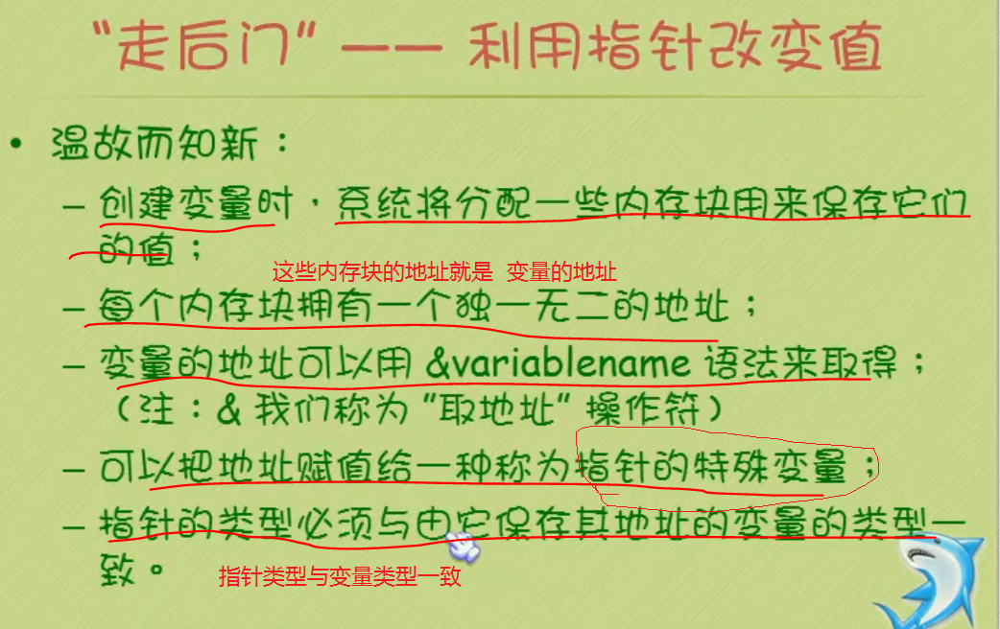 “走后门” —— 利用指针改变值
• 温故而知新：
– 创建变量时，系统将分配一些内存块用来保存它们
的值；
这些内存块的地址就是 变量的地址
– 每个内存块拥有一个独一无二的地址；
– 变量的地址可以用 &variablename 语法来取得；
（注：& 我们称为 “取地址” 操作符）
– 可以把地址赋值给一种称为指针的特殊变量；
– 指针的类型必须与由它保存其地址的变量的类型一
致。
指针类型与变量类型一致